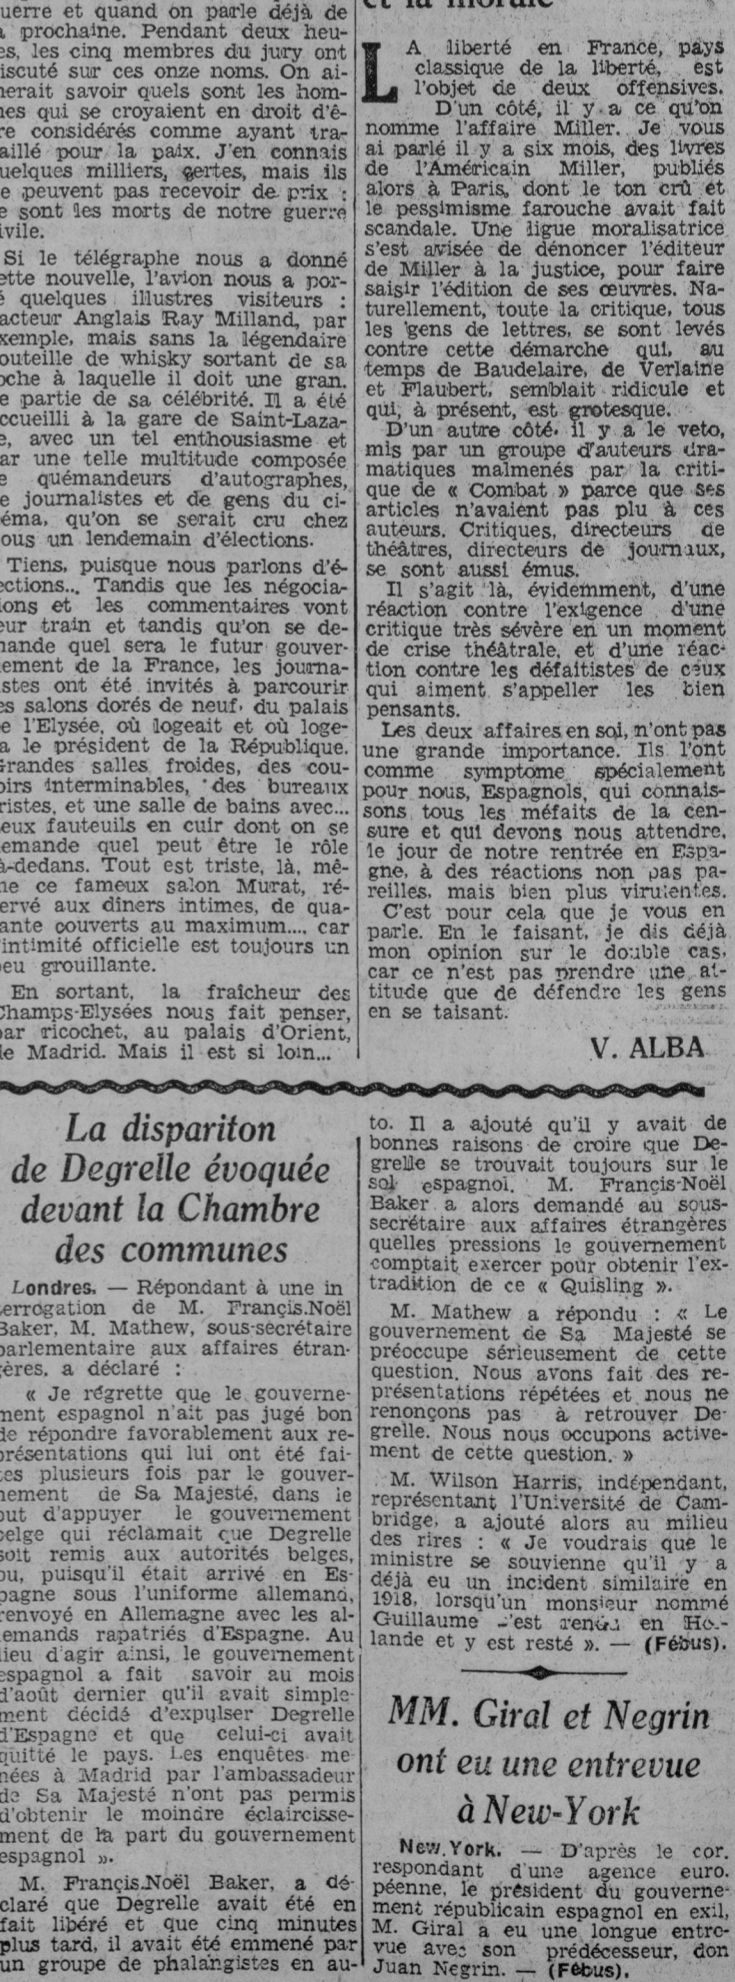 uerre et quand on parle déjà de
prochaine. Pendant deux heu-
es, les cinq membres du jury ont
iscuté sur ces onze noms. On ai-
merait savoir quels sont les hom-
mes qui se croyaient en droit d'ê-
re considérés comme ayant tra-
aillé pour la paix. J'en connais
uelques milliers, certes, mais ils
e peuvent pas recevoir de prix :
e sont les morts de notre guerre
ivile.
Si le télégraphe nous a donné
ette nouvelle, l'avion nous a por-
é quelques illustres visiteurs :
acteur Anglais Ray Milland, par
xemple, mais sans la légendaire
outeille de whisky sortant de sa
oche à laquelle il doit une gran.
e partie de sa célébrité. Il a été
ccueilli à la gare de Saint-Laza-
e, avec un tel enthousiasme et
ar une telle multitude composée
e quémandeurs d'autographes,
e journalistes et de gens du ci-
éma, qu'on se serait cru chez
ous un lendemain d'élections.
Tiens, puisque nous parlons d'é-
ections... Tandis que les négocia-
ions et les commentaires vont
eur train et tandis qu'on se de-
mande quel sera le futur gouver-
ement de la France, les journa-
istes ont été invités à parcourir
es salons dorés de neuf, du palais
e l'Elysée, où logeait et où loge-
a le président de la République.
Grandes salles froides, des cou-
oirs interminables, des bureaux
ristes, et une salle de bains avec...
eux fauteuils en cuir dont on se
emande quel peut être le rôle
à-dedans. Tout est triste, là, mê-
me ce fameux salon Murat, ré-
ervé aux dîners intimes, de qua-
ante couverts au maximum..., car
'intimité officielle est toujours un
eu grouillante.
En sortant, la fraîcheur des
Champs-Elysées nous fait penser,
par ricochet, au palais d'Orient,
de Madrid. Mais il est si loin...
et la morale
LA liberté en France, pays
classique de la liberté, est
l'objet de deux offensives.
D'un côté, il y a ce qu'on
nomme l'affaire Miller. Je vous
ai parlé il y a six mois, des livres
de l'Américain Miller, publiés
alors à Paris, dont le ton crû et
le pessimisme farouche avait fait
scandale. Une ligue moralisatrice
s'est avisée de dénoncer l'éditeur
de Miller à la justice, pour faire
saisir l'édition de ses œuvres. Na-
turellement, toute la critique, tous
les gens de lettres, se sont levés
contre cette démarche qui, au
temps de Baudelaire, de Verlaine
et Flaubert, semblait ridicule et
qui, à présent, est grotesque.
D'un autre côté, il y a le veto,
mis par un groupe d'auteurs dra-
matiques malmenés par la criti-
que de « Combat » parce que ses
articles n'avaient pas plu à ces
auteurs. Critiques, directeurs de
théâtres, directeurs de journaux,
se sont aussi émus.
Il s'agit là, évidemment, d'une
réaction contre l'exigence d'une
critique très sévère en un moment
de crise théâtrale, et d'une réac-
tion contre les défaitistes de ceux
qui aiment s'appeller les bien
pensants.
Les deux affaires en soi, n'ont pas
une grande importance. Ils l'ont
comme symptome spécialement
pour nous, Espagnols, qui connais-
sons tous les méfaits de la cen-
sure et qui devons nous attendre,
le jour de notre rentrée en Espa-
gne, à des réactions non pas pa-
reilles, mais bien plus virulentes.
C'est pour cela que je vous en
parle. En le faisant, je dis déjà
mon opinion sur le double cas,
car ce n'est pas prendre une at-
titude que de défendre les gens
en se taisant.
V. ALBA
La dispariton
de Degrelle évoquée
devant la Chambre
des communes
Londres. — Répondant à une in
errogation de M. Françis.Noël
Baker, M. Mathew, sous-secrétaire
parlementaire aux affaires étran-
gères, a déclaré :
« Je régrette que le gouverne-
ment espagnol n'ait pas jugé bon
de répondre favorablement aux re-
présentations qui lui ont été fai-
tes plusieurs fois par le gouver-
nement de Sa Majesté, dans le
but d'appuyer le gouvernement
belge qui réclamait que Degrelle
soit remis aux autorités belges,
ou, puisqu'il était arrivé en Es-
pagne sous l'uniforme allemand,
renvoyé en Allemagne avec les al-
lemands rapatriés d'Espagne. Au
lieu d'agir ainsi, le gouvernement
espagnol a fait savoir au mois
d'août dernier qu'il avait simple-
ment décidé d'expulser Degrelle
d'Espagne et que celui-ci avait
quitté le pays. Les enquêtes me-
nées à Madrid par l'ambassadeur
de Sa Majesté n'ont pas permis
d'obtenir le moindre éclaircisse-
ment de la part du gouvernement
espagnol ».
M. Françis.Noël Baker, a dé-
claré que Degrelle avait été en
fait libéré et que cinq minutes
plus tard, il avait été emmené par
un groupe de phalangistes en au-
to. Il a ajouté qu'il y avait de
bonnes raisons de croire que De-
grelle se trouvait toujours sur le
sol espagnol. M. Françis-Noël
Baker a alors demandé au sous-
secrétaire aux affaires étrangères
quelles pressions le gouvernement
comptait exercer pour obtenir l'ex-
tradition de ce « Quisling ».
M. Mathew a répondu : « Le
gouvernement de Sa Majesté se
préoccupe sérieusement de cette
question. Nous avons fait des re-
présentations répétées et nous ne
renonçons pas à retrouver De-
grelle. Nous nous occupons active-
ment de cette question. »
M. Wilson Harris, indépendant,
représentant l'Université de Cam-
bridge, a ajouté alors au milieu
des rires : « Je voudrais que le
ministre se souvienne qu'il y a
déjà eu un incident similaire en
1918, lorsqu'un monsieur nommé
Guillaume s'est rendu en Ho-
lande et y est resté ». — (Fébus).
MM. Giral et Negrin
ont eu une entrevue
à New-York
New.York. — D'après le cor.
respondant d'une agence euro.
péenne, le président du gouverne-
ment républicain espagnol en exil,
M. Giral a eu une longue entre-
vue avec son prédécesseur, don
Juan Negrin. — (Fébus).